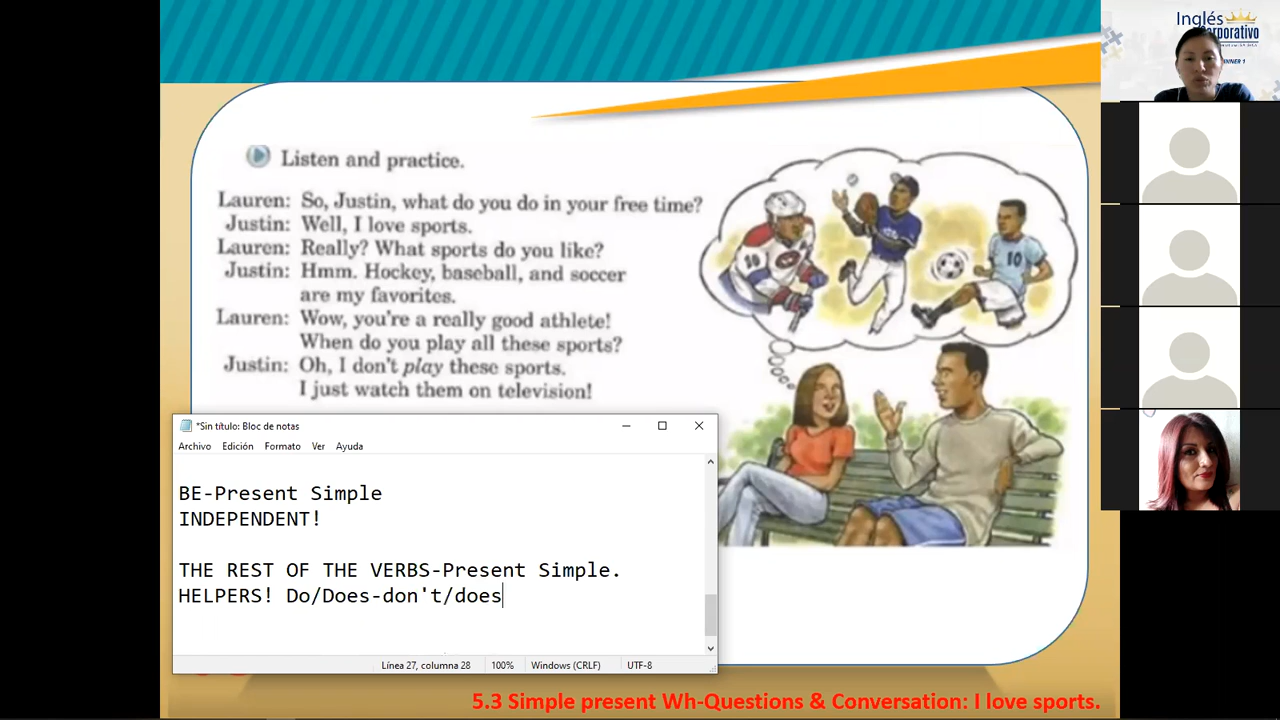 Listen and practice.
Lauren: So, Justin, what do you do in your free time?
Justin: Well, I love sports.
Lauren: Really? What sports do you like?
Justin: Hmm. Hockey, baseball, and soccer
are my favorites.
Lauren: Wow, you're a really good athlete!
When do you play all these sports?
Justin: Oh, I don't play these sports.
I just watch them on television!
10
10
*Sin título: Bloc de notas
Archivo Edición Formato Ver Ayuda
BE-Present Simple
INDEPENDENT!
THE REST OF THE VERBS-Present Simple.
HELPERS! Do/Does-don't/does
Línea 27, columna 28 100% Windows (CRLF) UTF-8
5.3 Simple present Wh-Questions & Conversation: I love sports.
Inglés
Corporativo